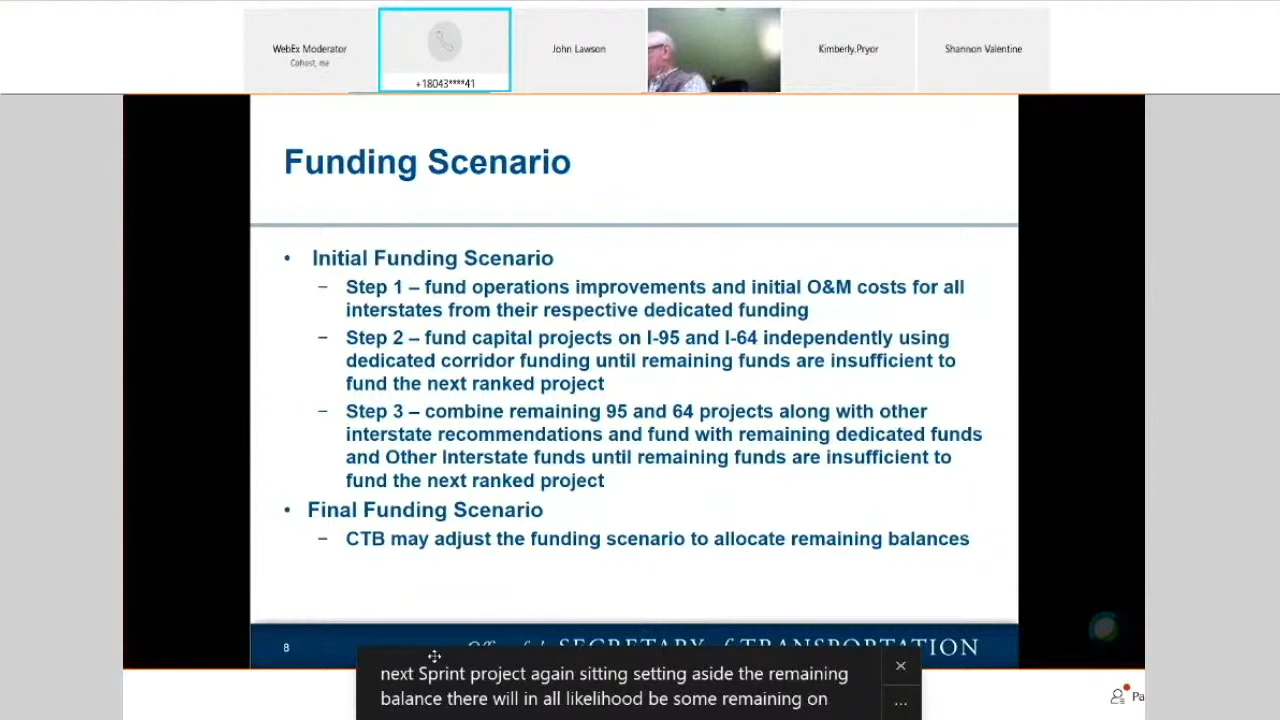 WebEx Moderator
Cohost, me
+18043****41
John Lawson
Kimberly.Pryor
Shannon Valentine
Funding Scenario
• Initial Funding Scenario
– Step 1 – fund operations improvements and initial O&M costs for all
interstates from their respective dedicated funding
– Step 2 – fund capital projects on I-95 and I-64 independently using
dedicated corridor funding until remaining funds are insufficient to
fund the next ranked project
– Step 3 – combine remaining 95 and 64 projects along with other
interstate recommendations and fund with remaining dedicated funds
and Other Interstate funds until remaining funds are insufficient to
fund the next ranked project
• Final Funding Scenario
– CTB may adjust the funding scenario to allocate remaining balances
8
SECRETARY of TRANSPORTATION
next Sprint project again sitting setting aside the remaining
balance there will in all likelihood be some remaining on
Pa